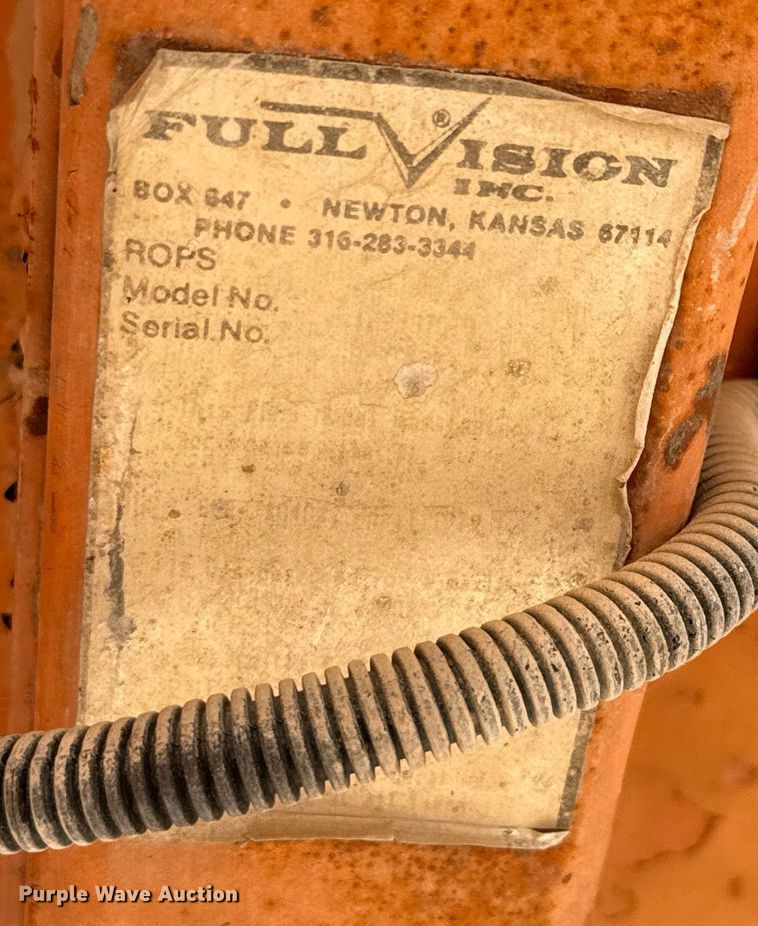 FULL VISION ®
INC.
BOX 647 • NEWTON, KANSAS 67114
PHONE 316-283-3344
ROPS
Model No.
Serial No.
Purple Wave Auction